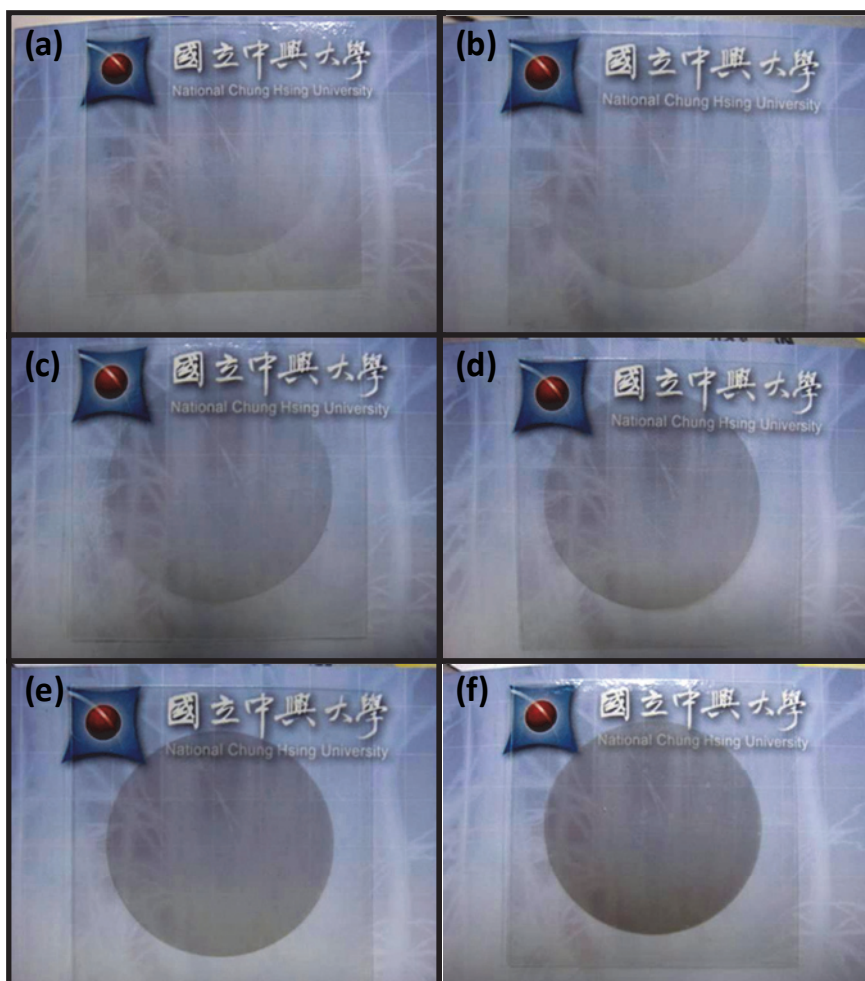 (a)
國立中興大學
National Chung Hsing University
(b)
國立中興大學
National Chung Hsing University
(c)
國立中興大學
National Chung Hsing University
(d)
國立中興大學
National Chung Hsing University
(e)
國立中興大學
National Chung Hsing University
(f)
國立中興大學
National Chung Hsing University